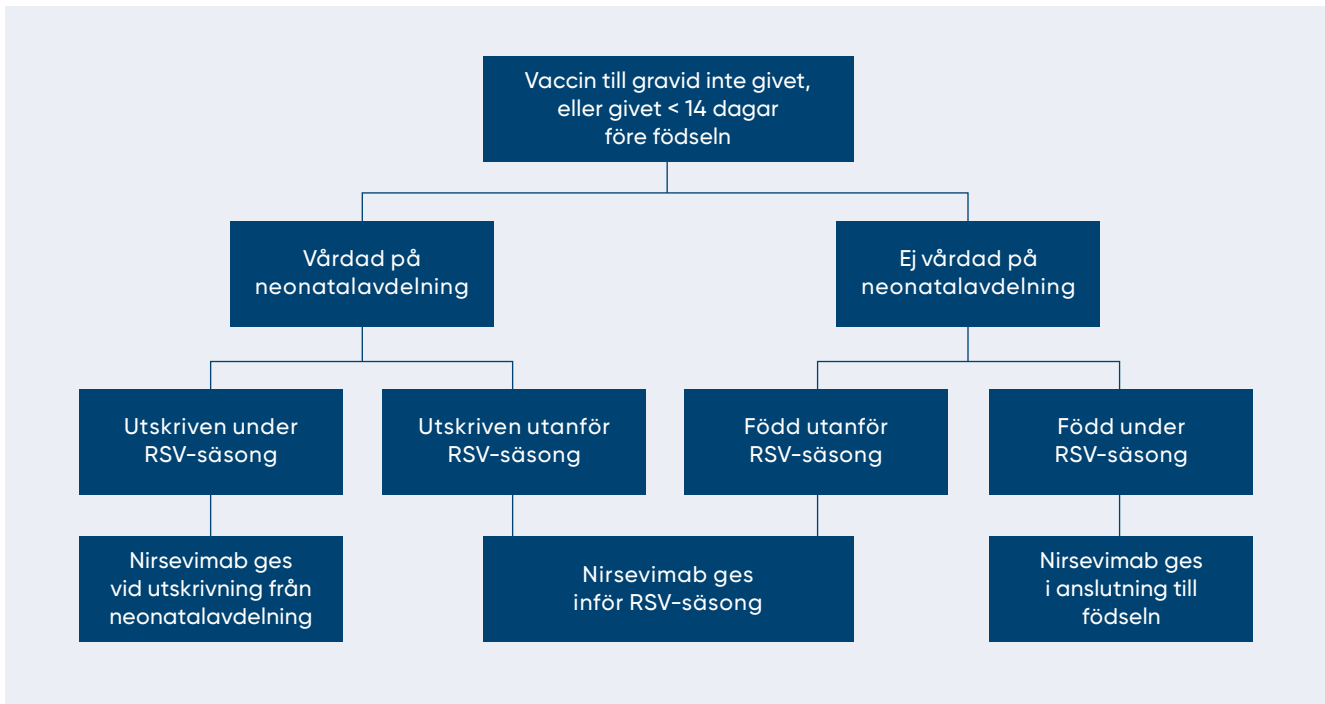 Vaccin till gravid inte givet,
eller givet < 14 dagar
före födseln
Vårdad på
neonatalavdelning
Ej vårdad på
neonatalavdelning
Utskriven under
RSV-säsong
Utskriven utanför
RSV-säsong
Född utanför
RSV-säsong
Född under
RSV-säsong
Nirsevimab ges
vid utskrivning från
neonatalavdelning
Nirsevimab ges
inför RSV-säsong
Nirsevimab ges
i anslutning till
födseln